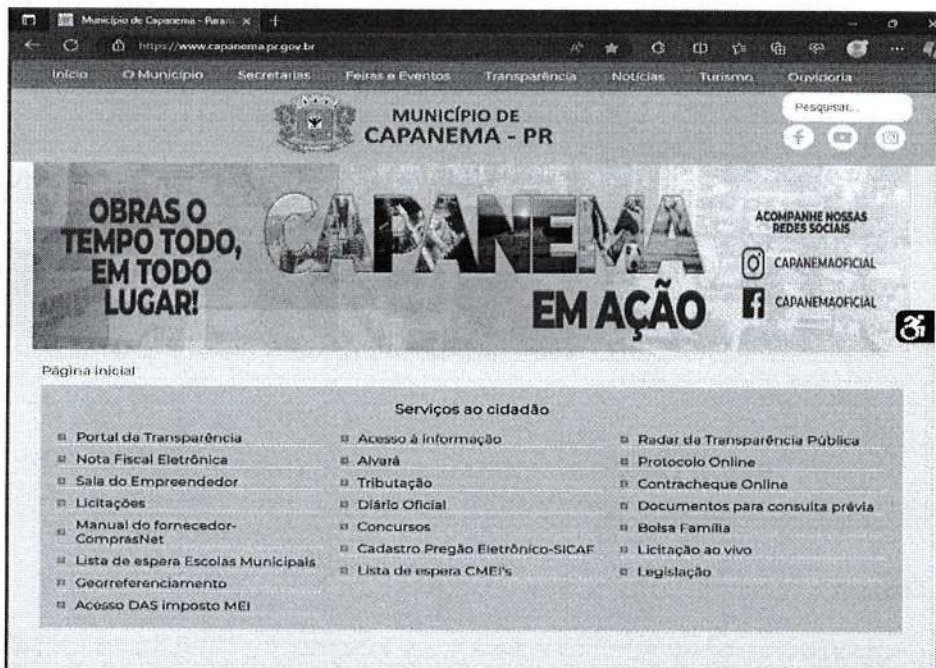 Município de Capanema - Paran
https://www.capanema.pr.gov.br
Início O Município Secretarias Feiras e Eventos Transparência Notícias Turismo Ouvidoria
Pesquisar...
MUNICÍPIO DE
CAPANEMA - PR
OBRAS O
TEMPO TODO,
EM TODO
LUGAR!
CAPANEMA
EM AÇÃO
ACOMPANHE NOSSAS
REDES SOCIAIS
CAPANEMAOFICIAL
CAPANEMAOFICIAL
Página inicial
Serviços ao cidadão
Portal da Transparência
Nota Fiscal Eletrônica
Sala do Empreendedor
Licitações
Manual do fornecedor-
ComprasNet
Lista de espera Escolas Municipais
Georreferenciamento
Acesso DAS imposto MEI
Acesso à informação
Alvará
Tributação
Diário Oficial
Concursos
Cadastro Pregão Eletrônico-SICAF
Lista de espera CMEI's
Radar da Transparência Pública
Protocolo Online
Contracheque Online
Documentos para consulta prévia
Bolsa Família
Licitação ao vivo
Legislação